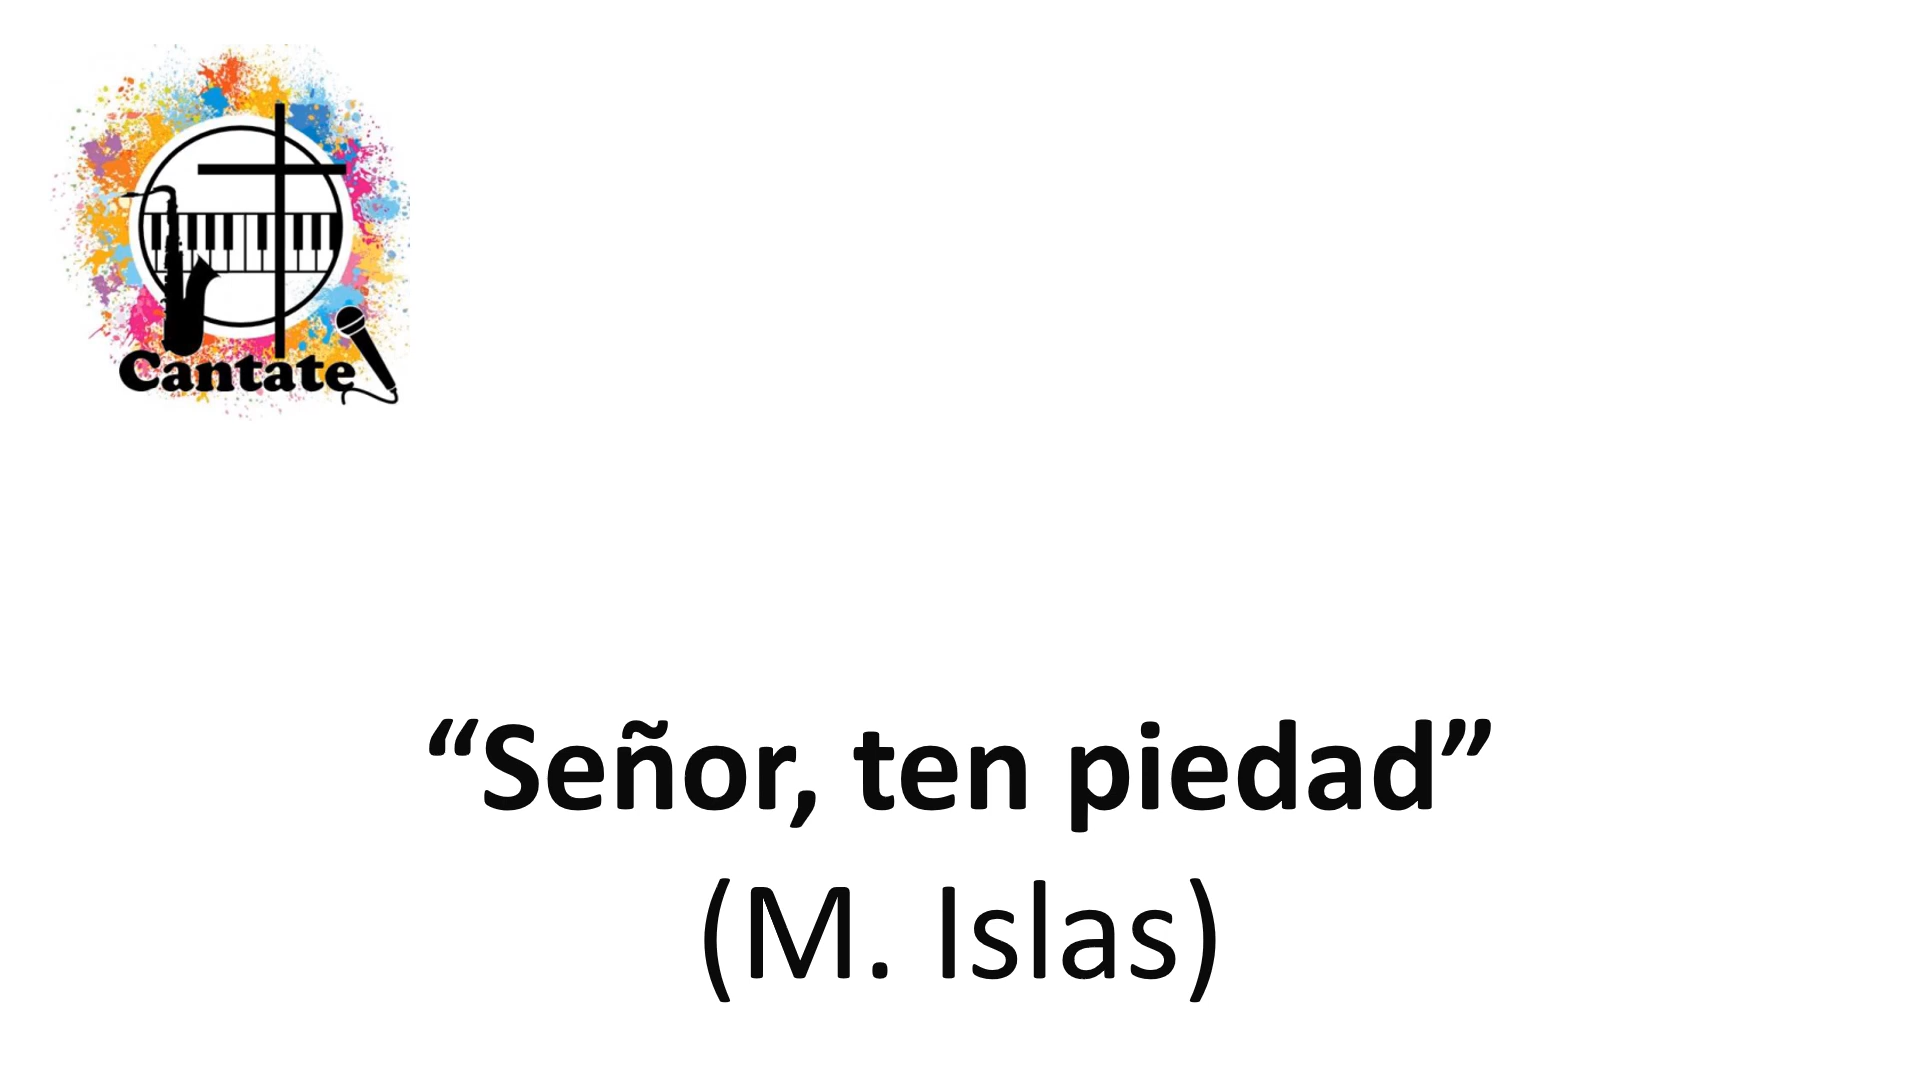 Cantate
“Señor, ten piedad”
(M. Islas)